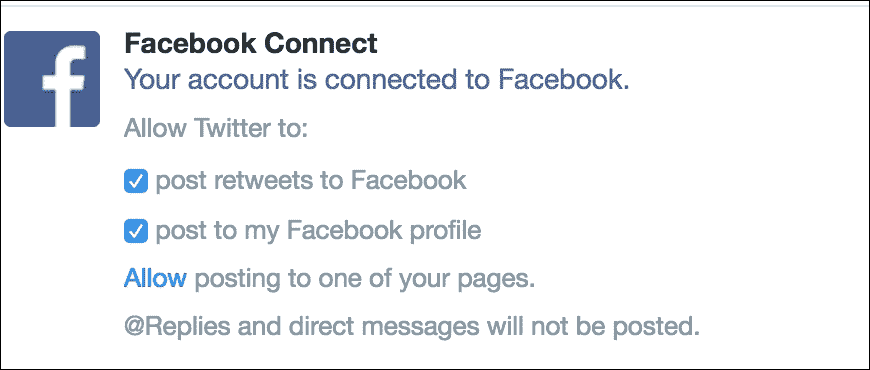 Facebook Connect
Your account is connected to Facebook.
Allow Twitter to:
post retweets to Facebook
post to my Facebook profile
Allow posting to one of your pages.
@Replies and direct messages will not be posted.